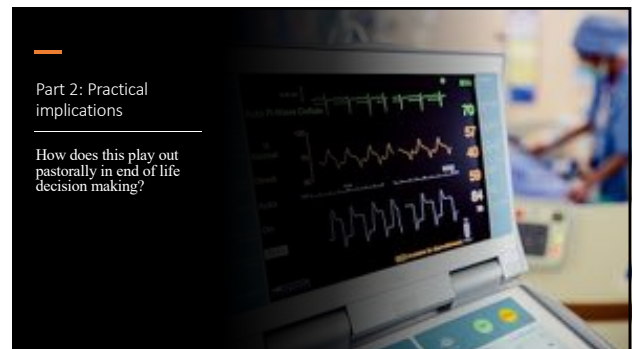 Part 2: Practical
implications
How does this play out
pastorally in end of life
decision making?
70
57
40
59
84